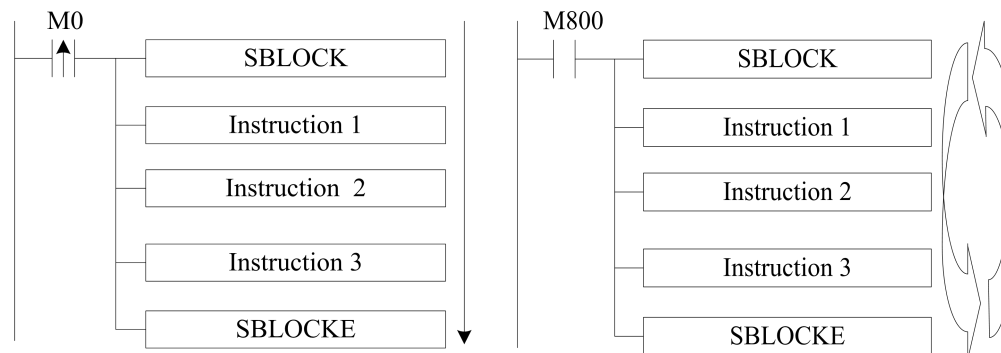 M0
SBLOCK
Instruction 1
Instruction 2
Instruction 3
SBLOCKE
M800
SBLOCK
Instruction 1
Instruction 2
Instruction 3
SBLOCKE